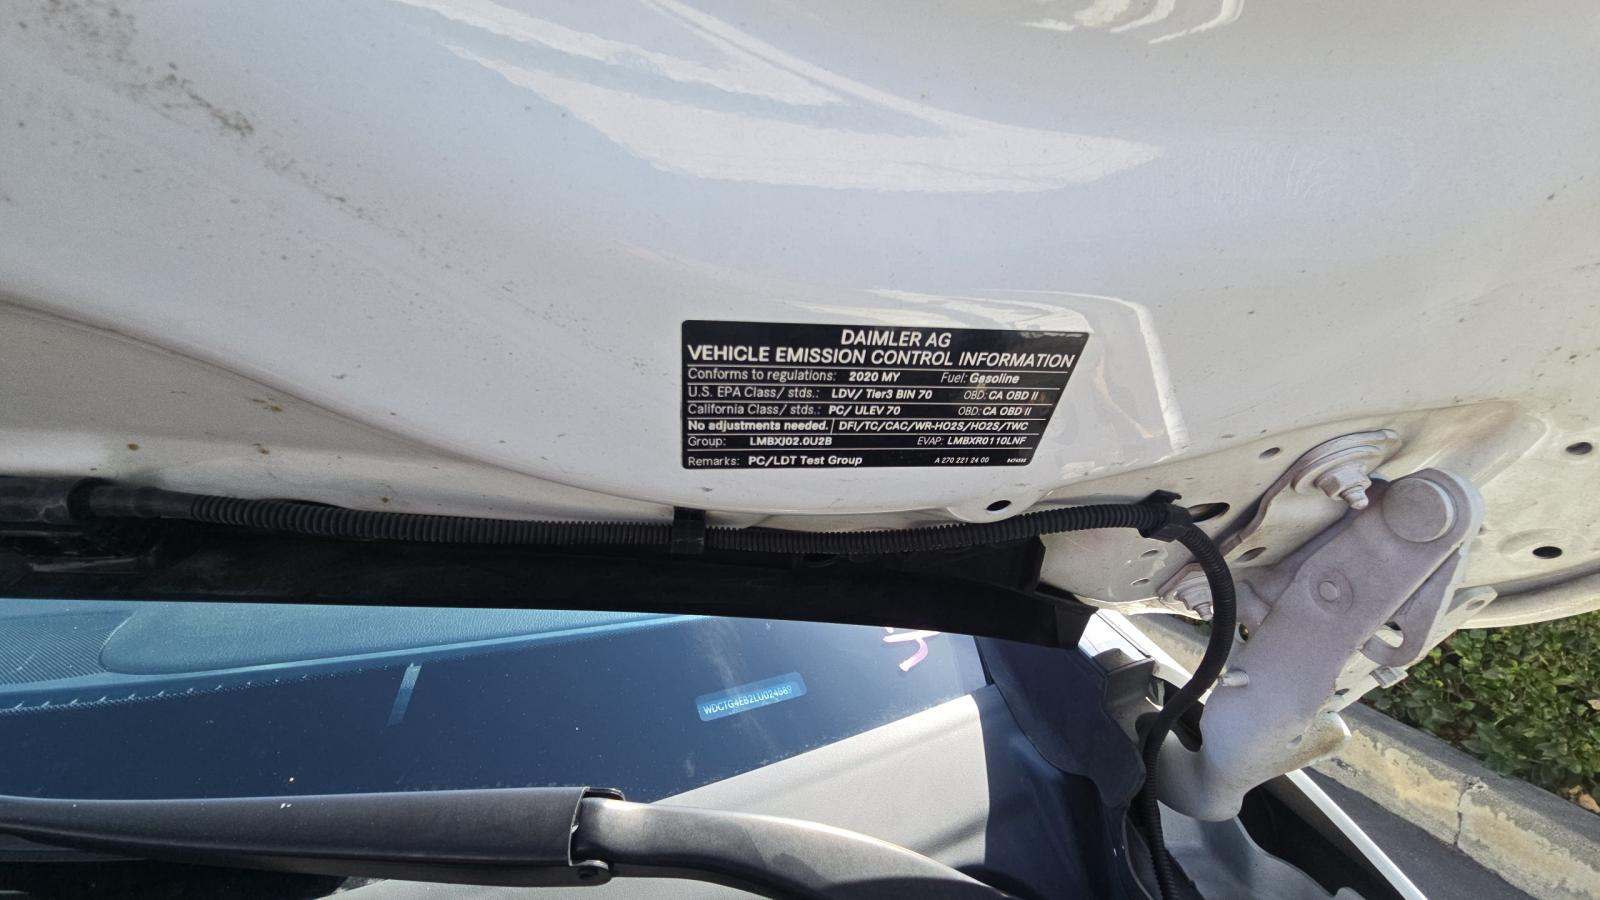 DAIMLER AG
VEHICLE EMISSION CONTROL INFORMATION
Conforms to regulations: 2020 MY Fuel: Gasoline
U.S. EPA Class/ stds.: LDV/ Tier3 BIN 70 OBD: CA OBD II
California Class/ stds.: PC/ ULEV 70 OBD: CA OBD II
No adjustments needed. DFI/TC/CAC/WR-HO2S/HO2S/TWC
Group: LMBXJ02.0U2B EVAP: LMBXR0110LNF
Remarks: PC/LDT Test Group A 270 221 24 00